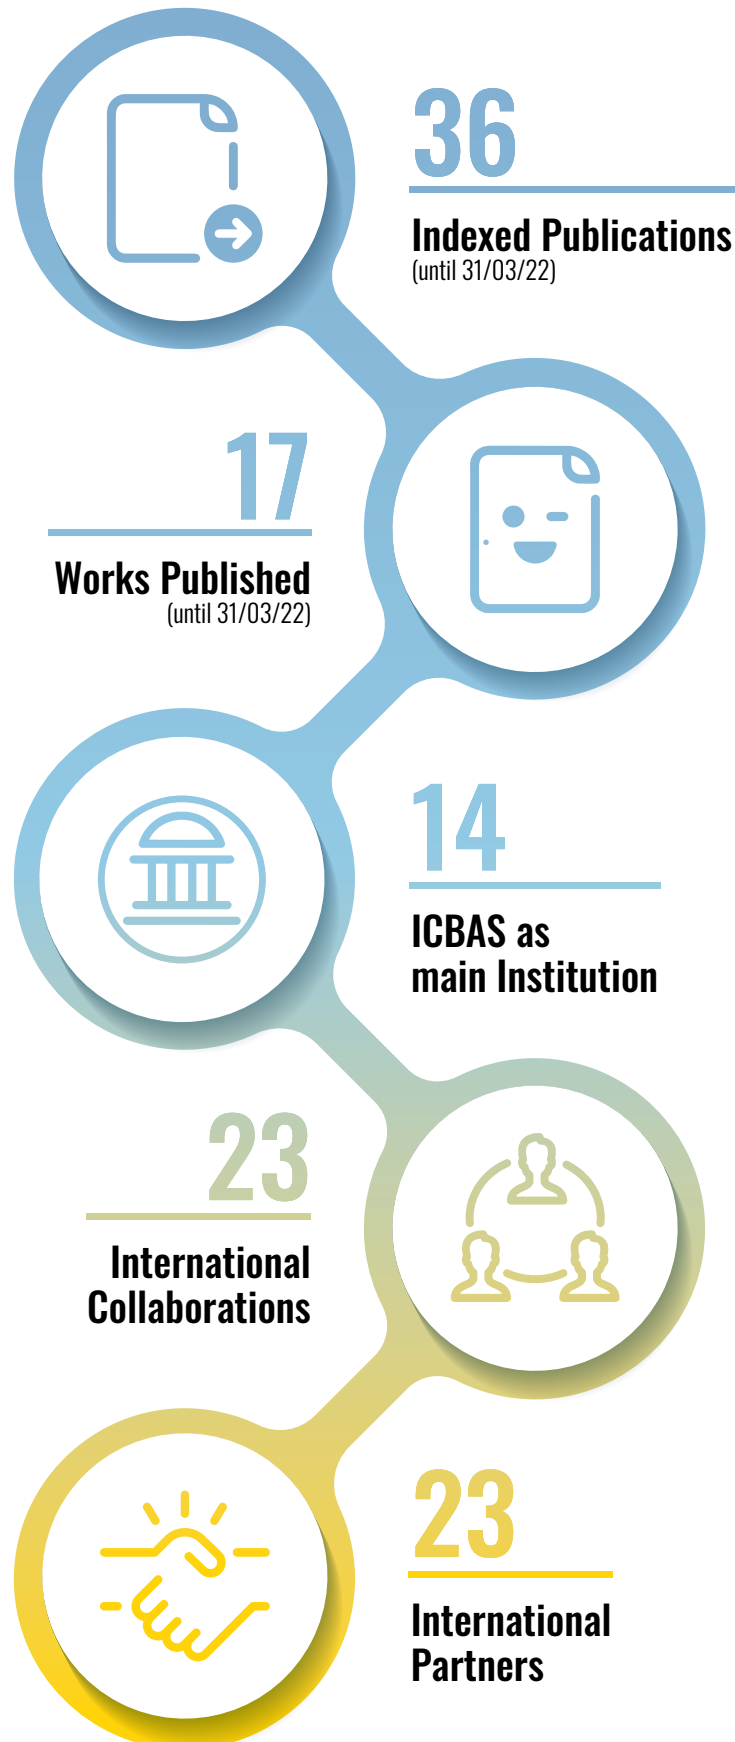 36
Indexed Publications
(until 31/03/22)
17
Works Published
(until 31/03/22)
14
ICBAS as
main Institution
23
International
Collaborations
23
International
Partners